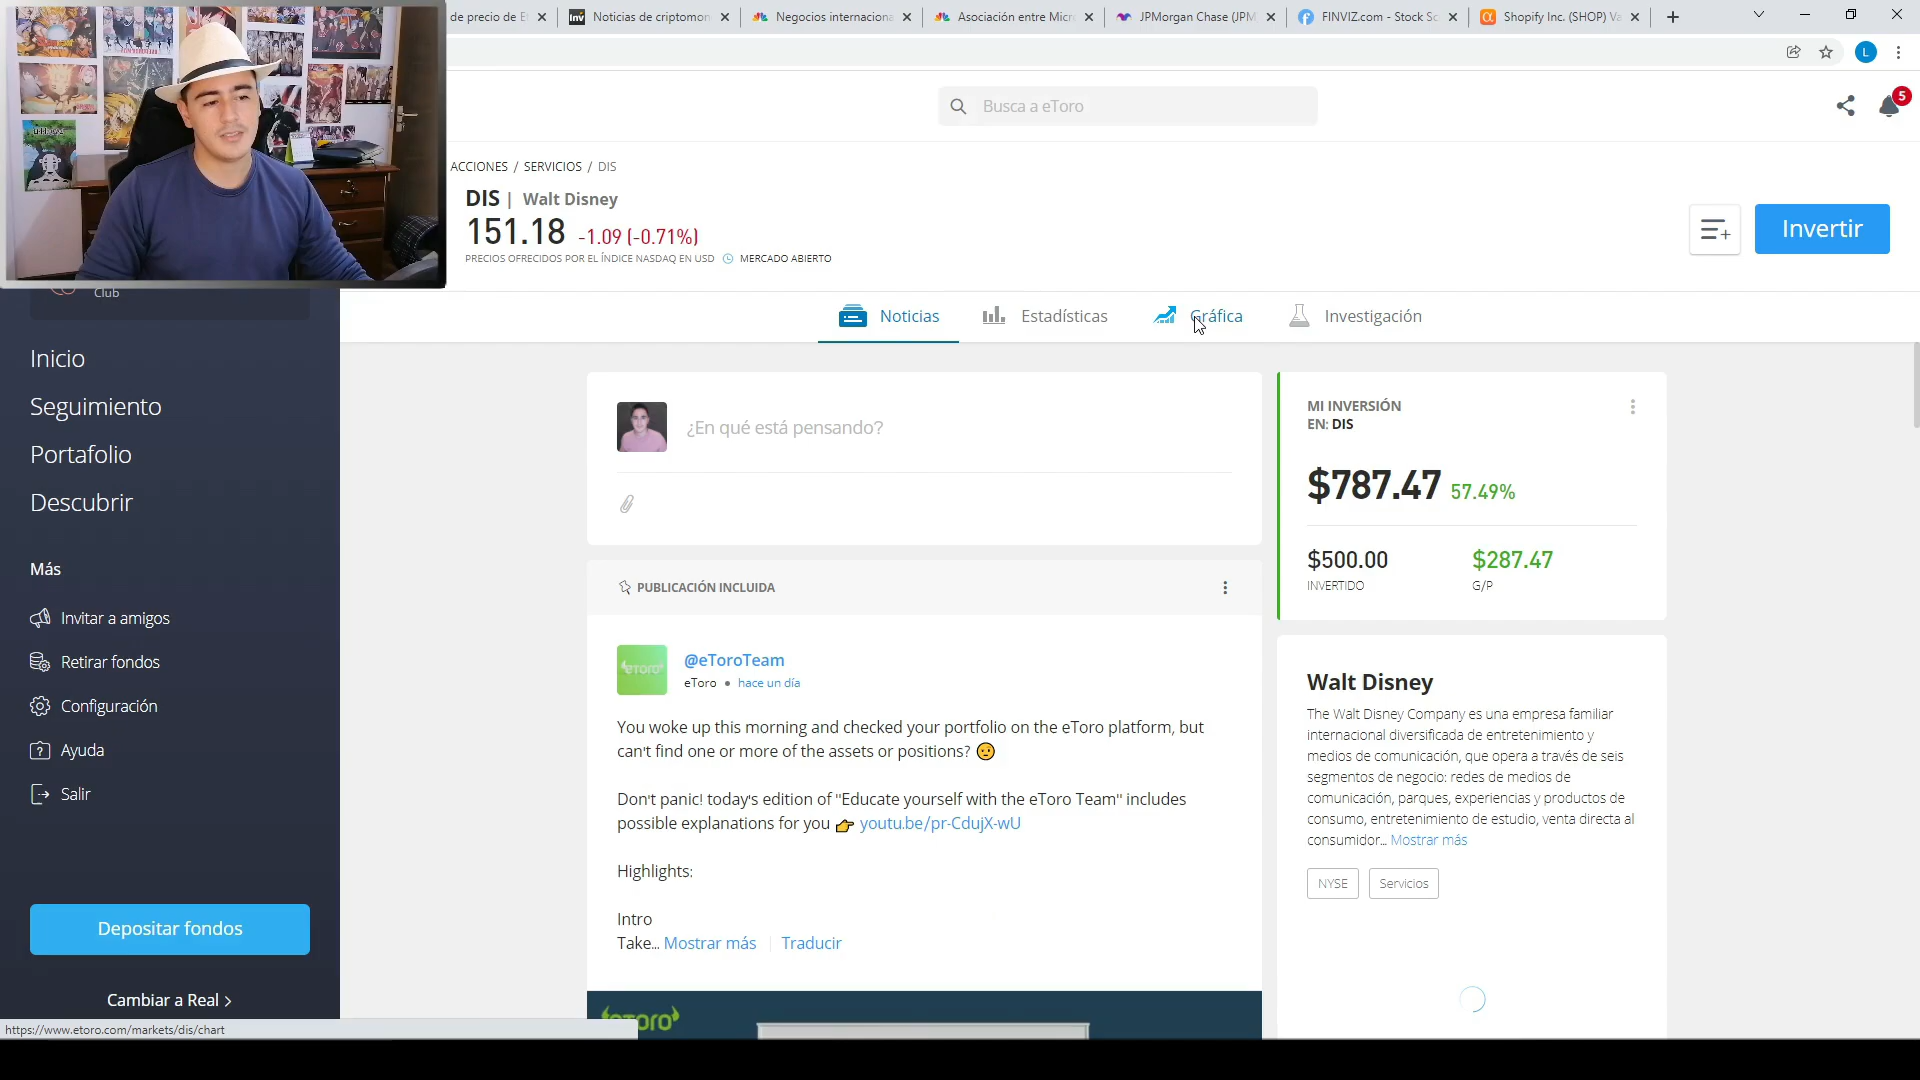 de precio de E
Noticias de criptomon
Negocios internaciona
Asociación entre Micr
JPMorgan Chase (JPM
FINVIZ.com - Stock Sc
Shopify Inc. (SHOP) Va
L
Busca a eToro
5
ACCIONES / SERVICIOS / DIS
DIS | Walt Disney
151.18 -1.09 (-0.71%)
PRECIOS OFRECIDOS POR EL ÍNDICE NASDAQ EN USD MERCADO ABIERTO
Invertir
Noticias
Estadísticas
Gráfica
Investigación
Club
Inicio
Seguimiento
Portafolio
Descubrir
Más
Invitar a amigos
Retirar fondos
Configuración
Ayuda
Salir
Depositar fondos
Cambiar a Real >
https://www.etoro.com/markets/dis/chart
¿En qué está pensando?
PUBLICACIÓN INCLUIDA
eToro
@eToroTeam
eToro • hace un día
You woke up this morning and checked your portfolio on the eToro platform, but
can't find one or more of the assets or positions? 🤨
Don't panic! today's edition of "Educate yourself with the eToro Team" includes
possible explanations for you 👉 youtu.be/pr-CdujX-wU
Highlights:
Intro
Take... Mostrar más | Traducir
eToro
MI INVERSIÓN
EN: DIS
$787.47 57.49%
$500.00
INVERTIDO
$287.47
G/P
Walt Disney
The Walt Disney Company es una empresa familiar
internacional diversificada de entretenimiento y
medios de comunicación, que opera a través de seis
segmentos de negocio: redes de medios de
comunicación, parques, experiencias y productos de
consumo, entretenimiento de estudio, venta directa al
consumidor... Mostrar más
NYSE
Servicios